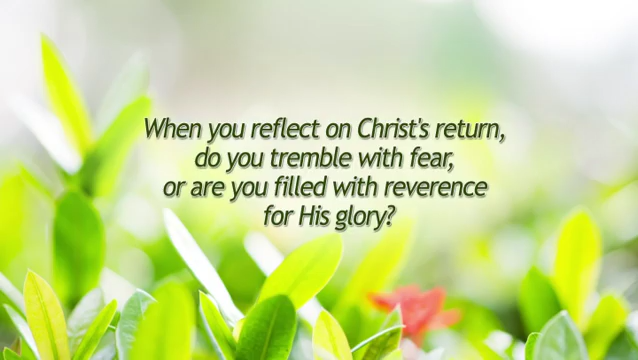 When you reflect on Christ's return,
do you tremble with fear,
or are you filled with reverence
for His glory?